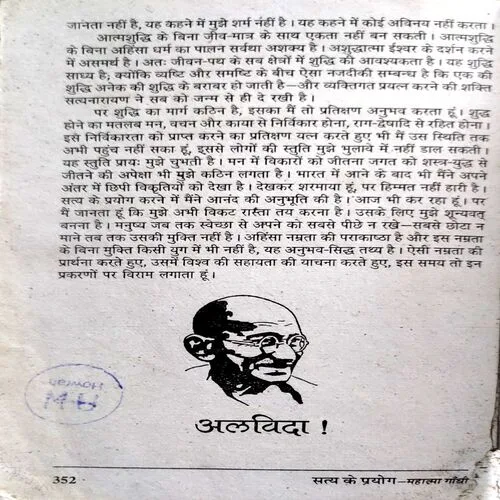 जानता नहीं है, यह कहने में मुझे शर्म नहीं है। यह कहने में कोई अविनय नहीं करता।
आत्मशुद्धि के बिना जीव-मात्र के साथ एकता नहीं बन सकती। आत्मशुद्धि
के बिना अहिंसा धर्म का पालन सर्वथा अशक्य है। अशुद्धात्मा ईश्वर के दर्शन करने
में असमर्थ है। अतः जीवन-पथ के सब क्षेत्रों में शुद्धि की आवश्यकता है। यह शुद्धि
साध्य है; क्योंकि व्यष्टि और समष्टि के बीच ऐसा नजदीकी सम्बन्ध है कि एक की
शुद्धि अनेक की शुद्धि के बराबर हो जाती है—और व्यक्तिगत प्रयत्न करने की शक्ति
सत्यनारायण ने सब को जन्म से ही दे रखी है।
पर शुद्धि का मार्ग कठिन है, इसका मैं तो प्रतिक्षण अनुभव करता हूं। शुद्ध
होने का मतलब मन, वचन और काया से निर्विकार होना, राग-द्वेषादि से रहित होना।
इसे निर्विकारता को प्राप्त करने का प्रतिक्षण यत्न करते हुए भी मैं उस स्थिति तक
अभी पहुंच नहीं सका हूं, इससे लोगों की स्तुति मुझे भुलावे में नहीं डाल सकती।
यह स्तुति प्रायः मुझे चुभती है। मन में विकारों को जीतना जगत को शस्त्र-युद्ध से
जीतने की अपेक्षा भी मुझे कठिन लगता है। भारत में आने के बाद भी मैंने अपने
अंतर में छिपी विकृतियों को देखा है। देखकर शरमाया हूं, पर हिम्मत नहीं हारी है।
सत्य के प्रयोग करने में मैंने आनंद की अनुभूति की है। आज भी कर रहा हूं। पर
मैं जानता हूं कि मुझे अभी विकट रास्ता तय करना है। उसके लिए मुझे शून्यवत्
बनना है। मनुष्य जब तक स्वेच्छा से अपने को सबसे पीछे न रखे—सबसे छोटा न
माने तब तक उसकी मुक्ति नहीं है। अहिंसा नम्रता की पराकाष्ठा है और इस नम्रता
के बिना मुक्ति किसी युग में भी नहीं है, यह अनुभव-सिद्ध तथ्य है। ऐसी नम्रता की
प्रार्थना करते हुए, उसमें विश्व की सहायता की याचना करते हुए, इस समय तो इन
प्रकरणों पर विराम लगाता हूं।
अलविदा !
352 सत्य के प्रयोग—महात्मा गाँधी